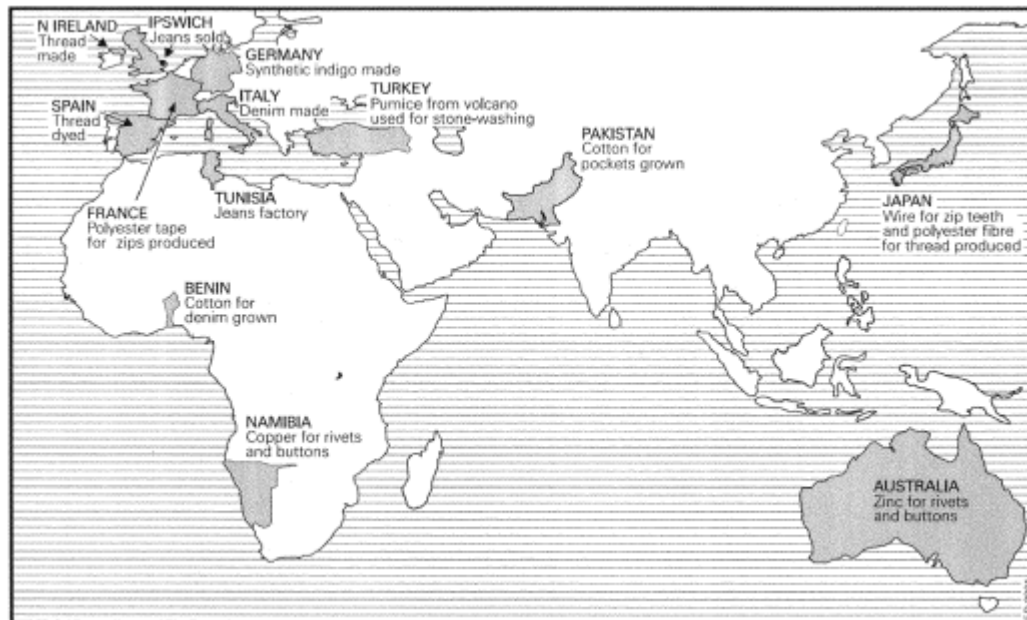 N IRELAND
Thread
made
IPSWICH
Jeans sold
GERMANY
Synthetic indigo made
ITALY
Denim made
TURKEY
Pumice from volcano
used for stone-washing
SPAIN
Thread
dyed
PAKISTAN
Cotton for
pockets grown
TUNISIA
Jeans factory
FRANCE
Polyester tape
for zips produced
JAPAN
Wire for zip teeth
and polyester fibre
for thread produced
BENIN
Cotton for
denim grown
NAMIBIA
Copper for rivets
and buttons
AUSTRALIA
Zinc for rivets
and buttons